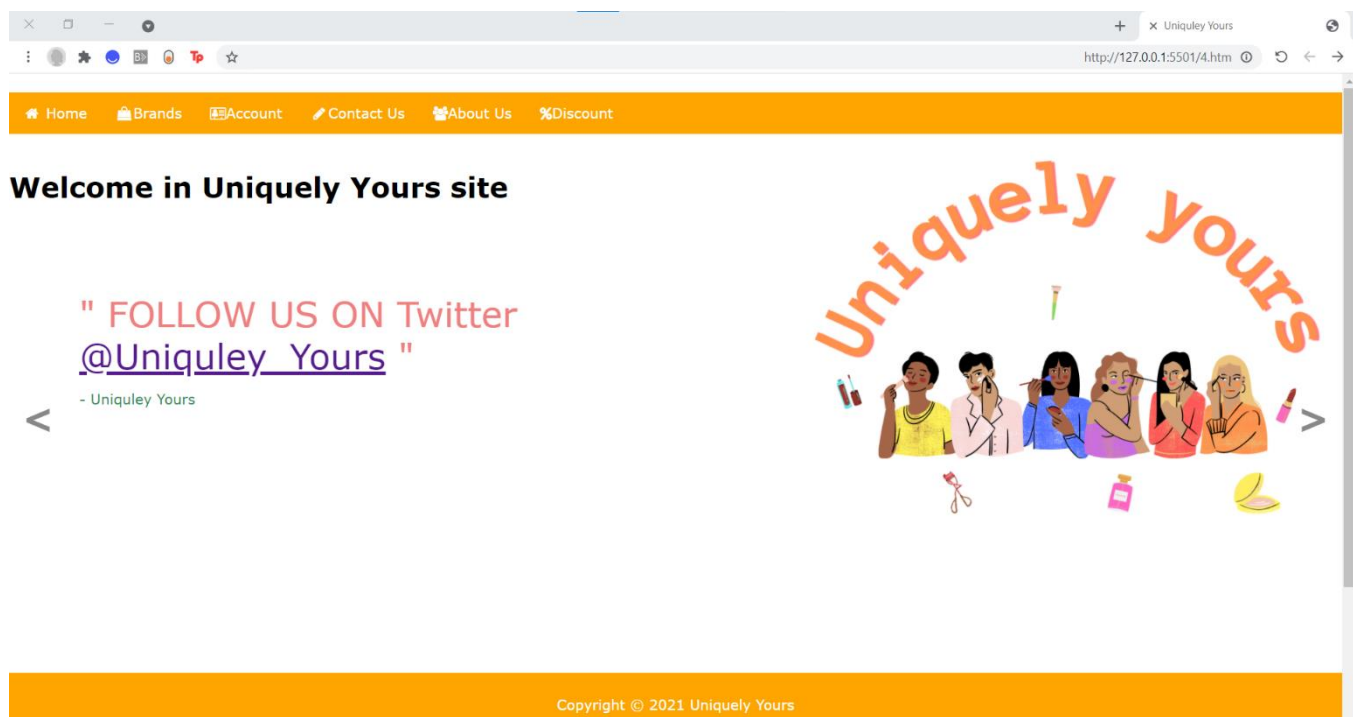 Uniquley Yours
http://127.0.0.1:5501/4.htm
Home Brands Account Contact Us About Us %Discount
Welcome in Uniquely Yours site
Uniquely yours
" FOLLOW US ON Twitter
@Uniquley_Yours "
- Uniquley Yours
< >
Copyright © 2021 Uniquely Yours